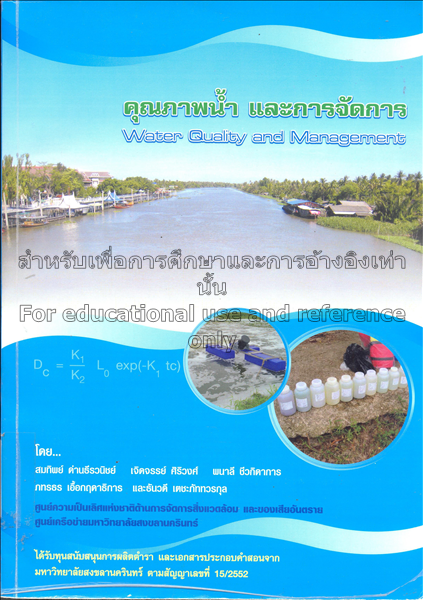 คุณภาพน้ำ และการจัดการ
Water Quality and Management
สำหรับเพื่อการศึกษาและการอ้างอิงเท่า
นั้น
For educational use and reference
only
D_c = K_1/K_2 L_0 exp(-K_1 tc)
โดย...
สมทิพย์ ด่านธีรวนิชย์ เจิดจรรย์ ศิริวงศ์ พนาลี ชีวกิดาการ
ภทรธร เอื้อกฤดาธิการ และธันวดี เตชะภัททวรกุล
ศูนย์ความเป็นเลิศแห่งชาติด้านการจัดการสิ่งแวดล้อม และของเสียอันตราย
ศูนย์เครือข่ายมหาวิทยาลัยสงขลานครินทร์
ได้รับทุนสนับสนุนการผลิตตำรา และเอกสารประกอบคำสอนจาก
มหาวิทยาลัยสงขลานครินทร์ ตามสัญญาเลขที่ 15/2552